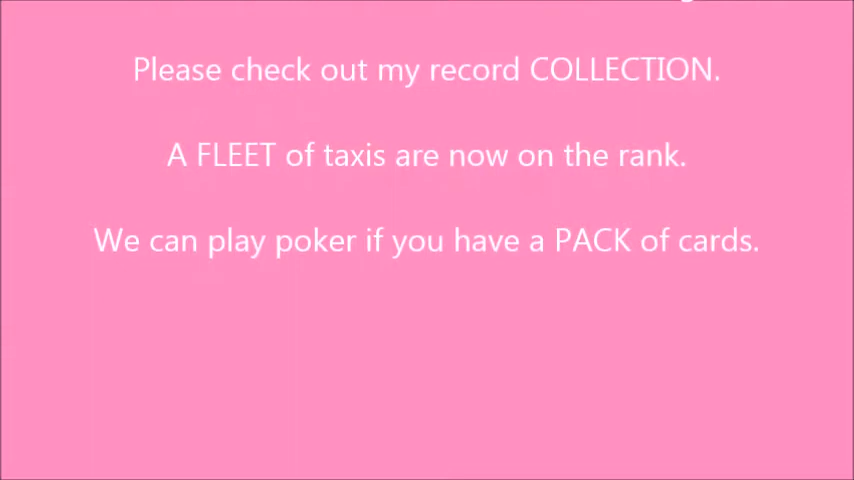 Please check out my record COLLECTION.
A FLEET of taxis are now on the rank.
We can play poker if you have a PACK of cards.